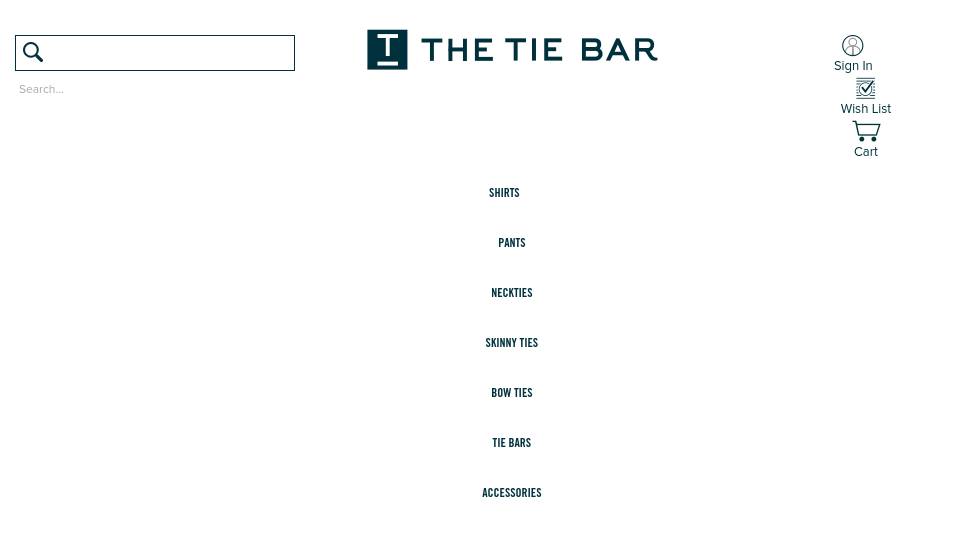 THE TIE BAR
Search...
Sign In
Wish List
Cart
SHIRTS
PANTS
NECKTIES
SKINNY TIES
BOW TIES
TIE BARS
ACCESSORIES